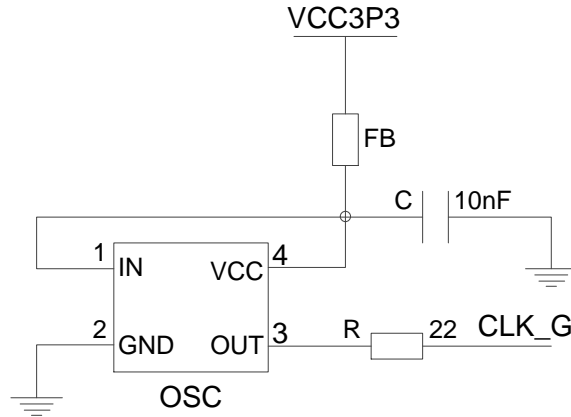 VCC3P3
FB
C 10nF
1 IN VCC 4
2 GND OUT 3 R 22 CLK_G
OSC